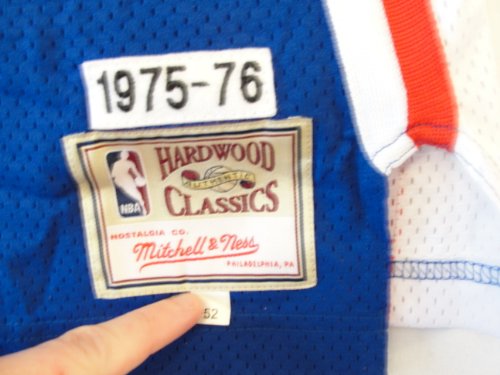 1975-76
HARDWOOD
AUTHENTIC
CLASSICS
NBA
NOSTALGIA CO.
Mitchell & Ness
PHILADELPHIA, PA
52